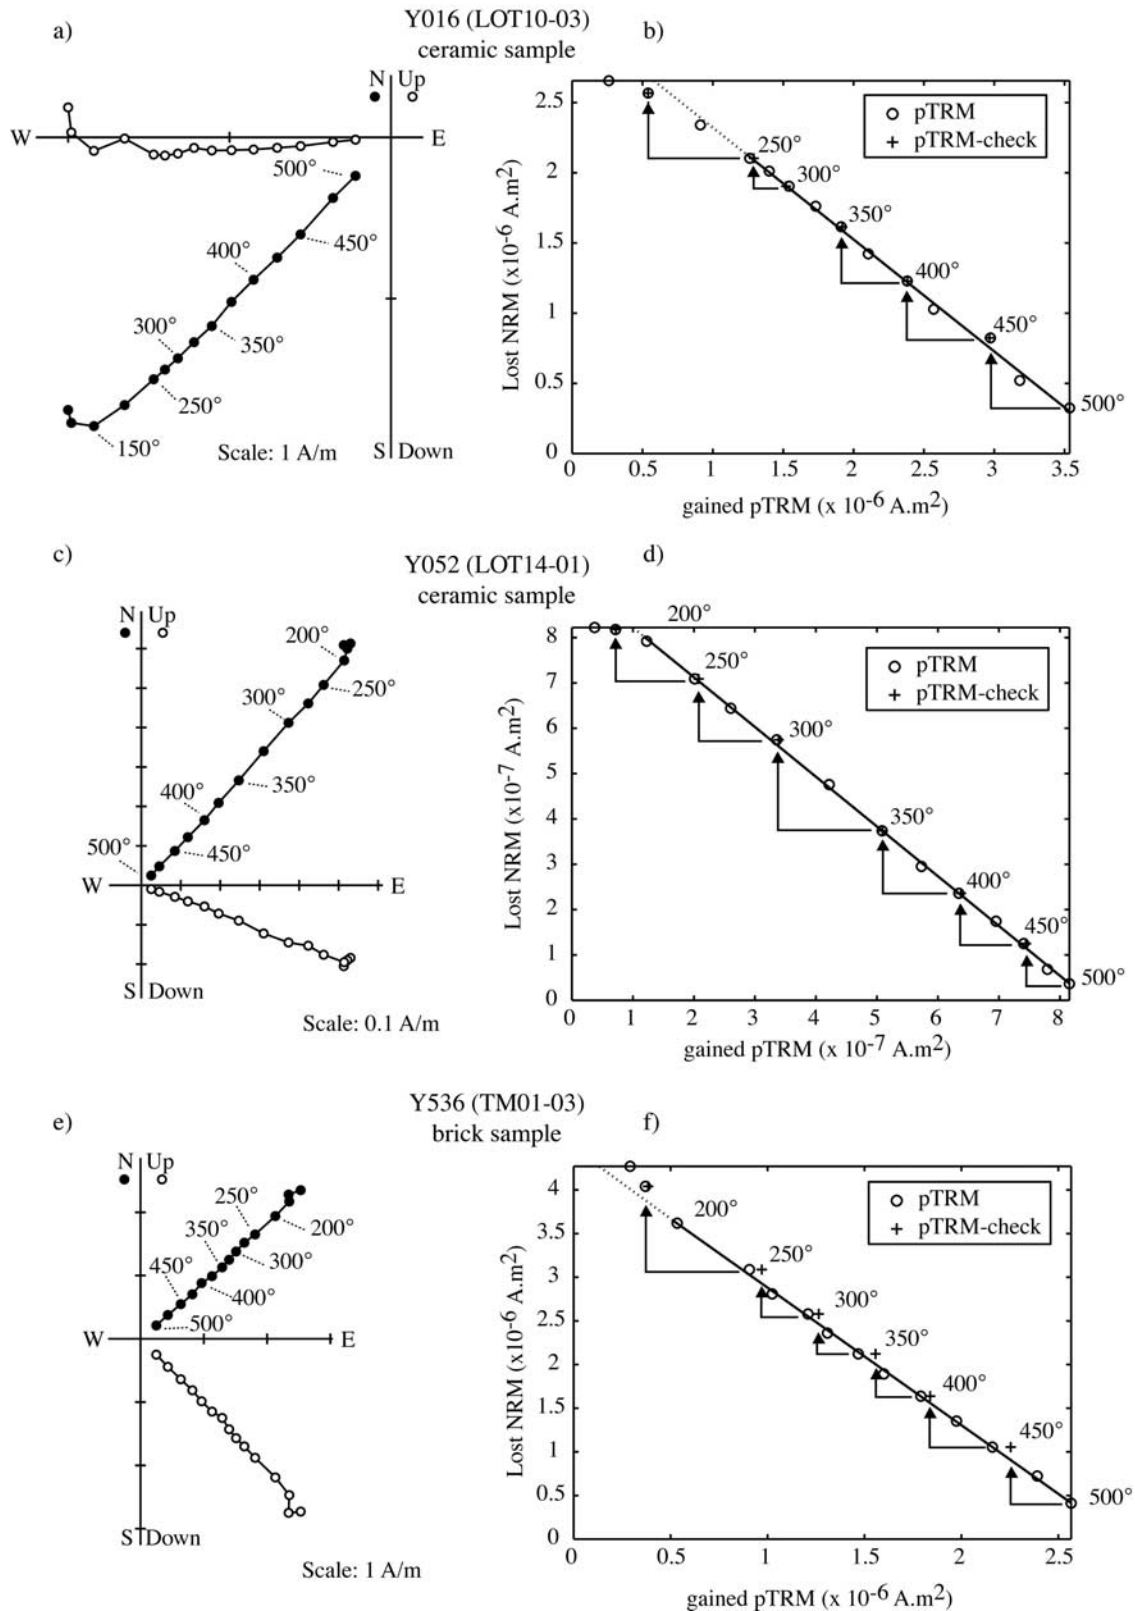 a)
Y016 (LOT10-03)
ceramic sample
b)
N Up
W E
500°
450°
400°
350°
300°
250°
150°
Scale: 1 A/m
S Down
pTRM
pTRM-check
250°
300°
350°
400°
450°
500°
2.5
2
1.5
1
0.5
0
0 0.5 1 1.5 2 2.5 3 3.5
Lost NRM (x10-6 A.m2)
gained pTRM (x 10-6 A.m2)
c)
Y052 (LOT14-01)
ceramic sample
d)
N Up
200°
250°
300°
350°
400°
450°
500°
W E
S Down
Scale: 0.1 A/m
200°
pTRM
pTRM-check
250°
300°
350°
400°
450°
500°
8
7
6
5
4
3
2
1
0
0 1 2 3 4 5 6 7 8
Lost NRM (x10-7 A.m2)
gained pTRM (x 10-7 A.m2)
e)
Y536 (TM01-03)
brick sample
f)
N Up
250°
200°
350°
300°
450°
400°
500°
W E
S Down
Scale: 1 A/m
pTRM
pTRM-check
200°
250°
300°
350°
400°
450°
500°
4
3.5
3
2.5
2
1.5
1
0.5
0
0 0.5 1 1.5 2 2.5
Lost NRM (x10-6 A.m2)
gained pTRM (x 10-6 A.m2)